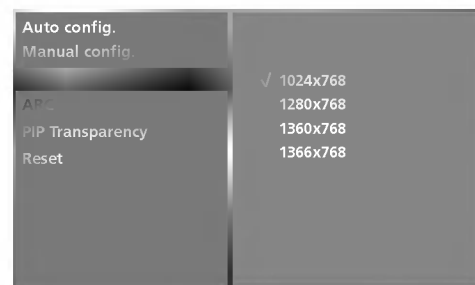 Auto config.
Manual config.
ARC
PIP Transparency
Reset
√ 1024x768
1280x768
1360x768
1366x768